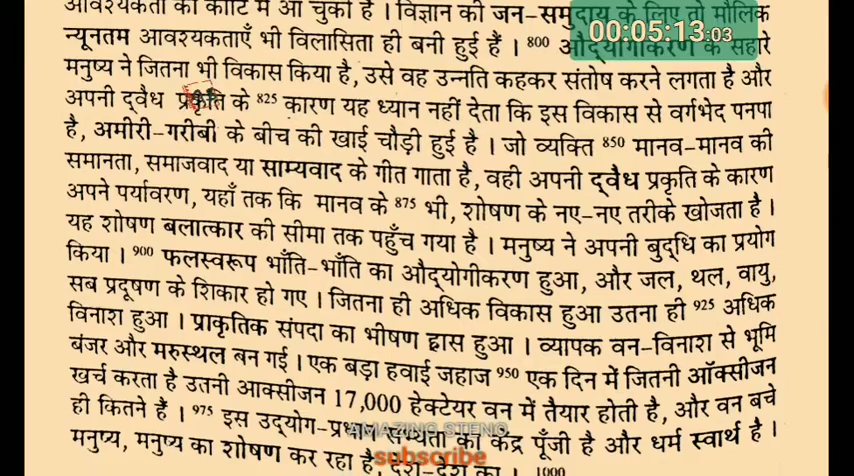 आवश्यकता की कोटि में आ चुकी है । विज्ञान की जन-समुदाय के लिए तो मौलिक
न्यूनतम आवश्यकताएँ भी विलासिता ही बनी हुई हैं । 800 औद्योगीकरण के सहारे
00:05:13:03
मनुष्य ने जितना भी विकास किया है, उसे वह उन्नति कहकर संतोष करने लगता है और
अपनी द्वैध प्रकृति के 825 कारण यह ध्यान नहीं देता कि इस विकास से वर्गभेद पनपा
है, अमीरी-गरीबी के बीच की खाई चौड़ी हुई है । जो व्यक्ति 850 मानव-मानव की
समानता, समाजवाद या साम्यवाद के गीत गाता है, वही अपनी द्वैध प्रकृति के कारण
अपने पर्यावरण, यहाँ तक कि मानव के 875 भी, शोषण के नए-नए तरीके खोजता है ।
यह शोषण बलात्कार की सीमा तक पहुँच गया है । मनुष्य ने अपनी बुद्धि का प्रयोग
किया । 900 फलस्वरूप भाँति-भाँति का औद्योगीकरण हुआ, और जल, थल, वायु,
सब प्रदूषण के शिकार हो गए । जितना ही अधिक विकास हुआ उतना ही 925 अधिक
विनाश हुआ । प्राकृतिक संपदा का भीषण ह्रास हुआ । व्यापक वन-विनाश से भूमि
बंजर और मरुस्थल बन गई । एक बड़ा हवाई जहाज 950 एक दिन में जितनी ऑक्सीजन
खर्च करता है उतनी आक्सीजन 17,000 हेक्टेयर वन में तैयार होती है, और वन बचे
ही कितने हैं । 975 इस उद्योग-प्रधान सभ्यता का केंद्र पूँजी है और धर्म स्वार्थ है ।
AMAZING STENO
मनुष्य, मनुष्य का शोषण कर रहा है, देश-देश का । 1000
subscribe